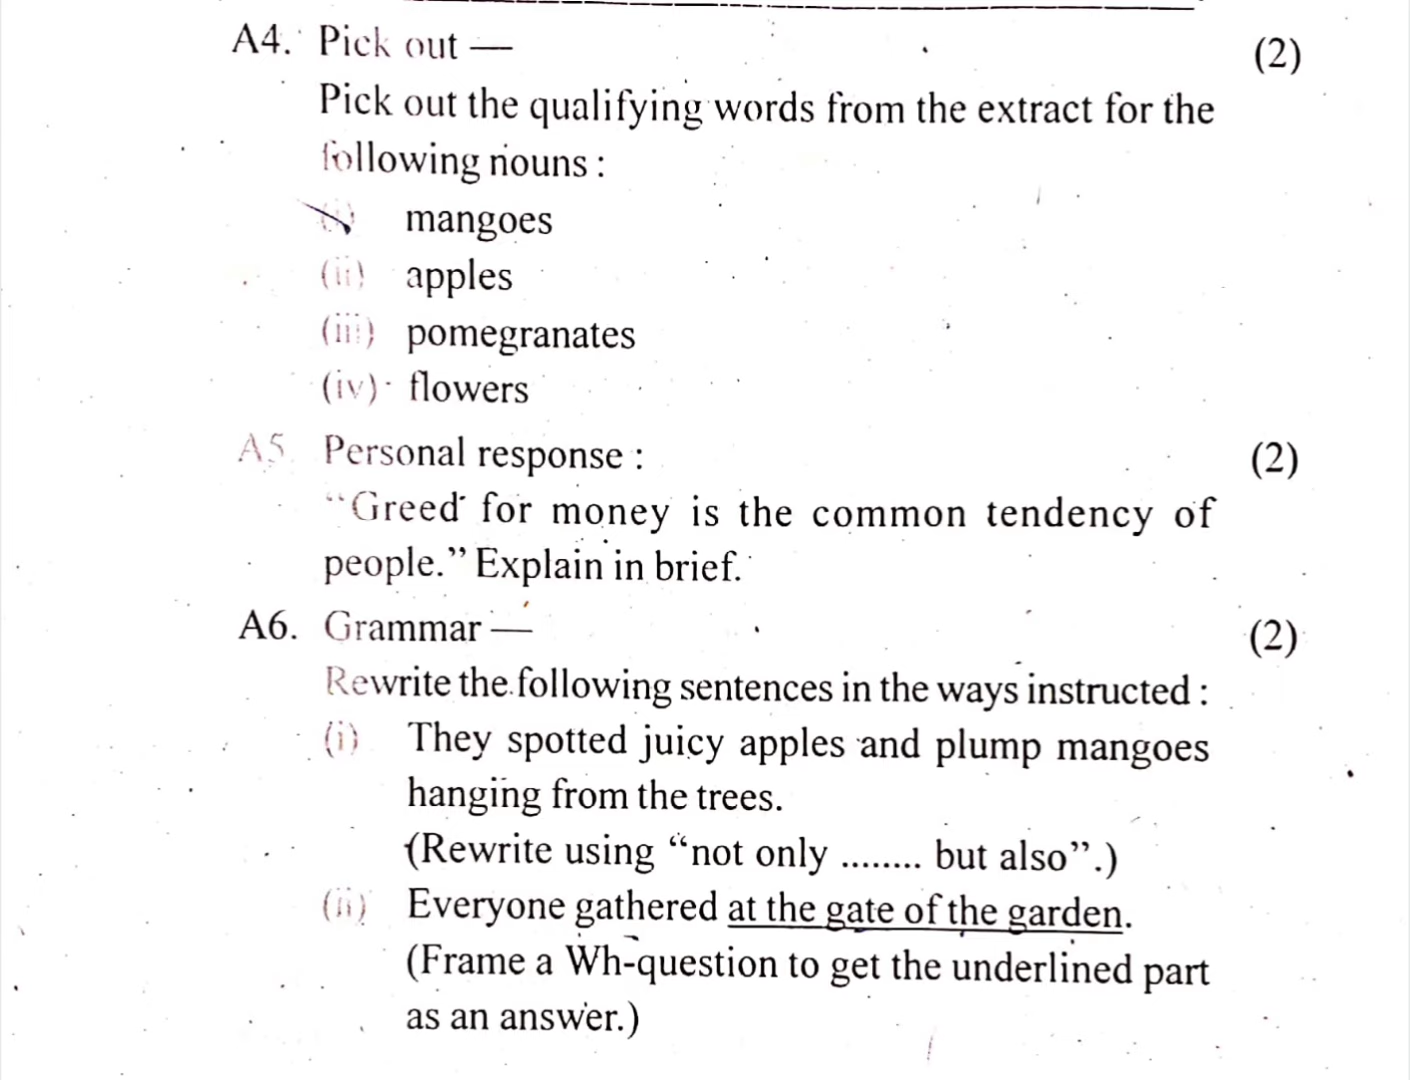 A4. Pick out — (2)
Pick out the qualifying words from the extract for the
following nouns :
(i) mangoes
(ii) apples
(iii) pomegranates
(iv) flowers
A5. Personal response : (2)
“Greed for money is the common tendency of
people.” Explain in brief.
A6. Grammar — (2)
Rewrite the following sentences in the ways instructed :
(i) They spotted juicy apples and plump mangoes
hanging from the trees.
(Rewrite using “not only ........ but also”.)
(ii) Everyone gathered at the gate of the garden.
(Frame a Wh-question to get the underlined part
as an answer.)